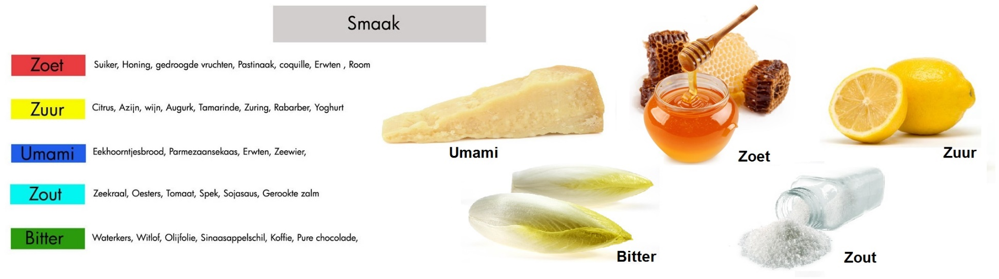 Smaak
Zoet
Suiker, Honing, gedroogde vruchten, Pastinaak, coquille, Erwten , Room
Zuur
Citrus, Azijn, wijn, Augurk, Tamarinde, Zuring, Rabarber, Yoghurt
Umami
Eekhoorntjesbrood, Parmezaansekaas, Erwten, Zeewier,
Zout
Zeekraal, Oesters, Tomaat, Spek, Sojasaus, Gerookte zalm
Bitter
Waterkers, Witlof, Olijfolie, Sinaasappelschil, Koffie, Pure chocolade,
Umami
Zoet
Zuur
Bitter
Zout